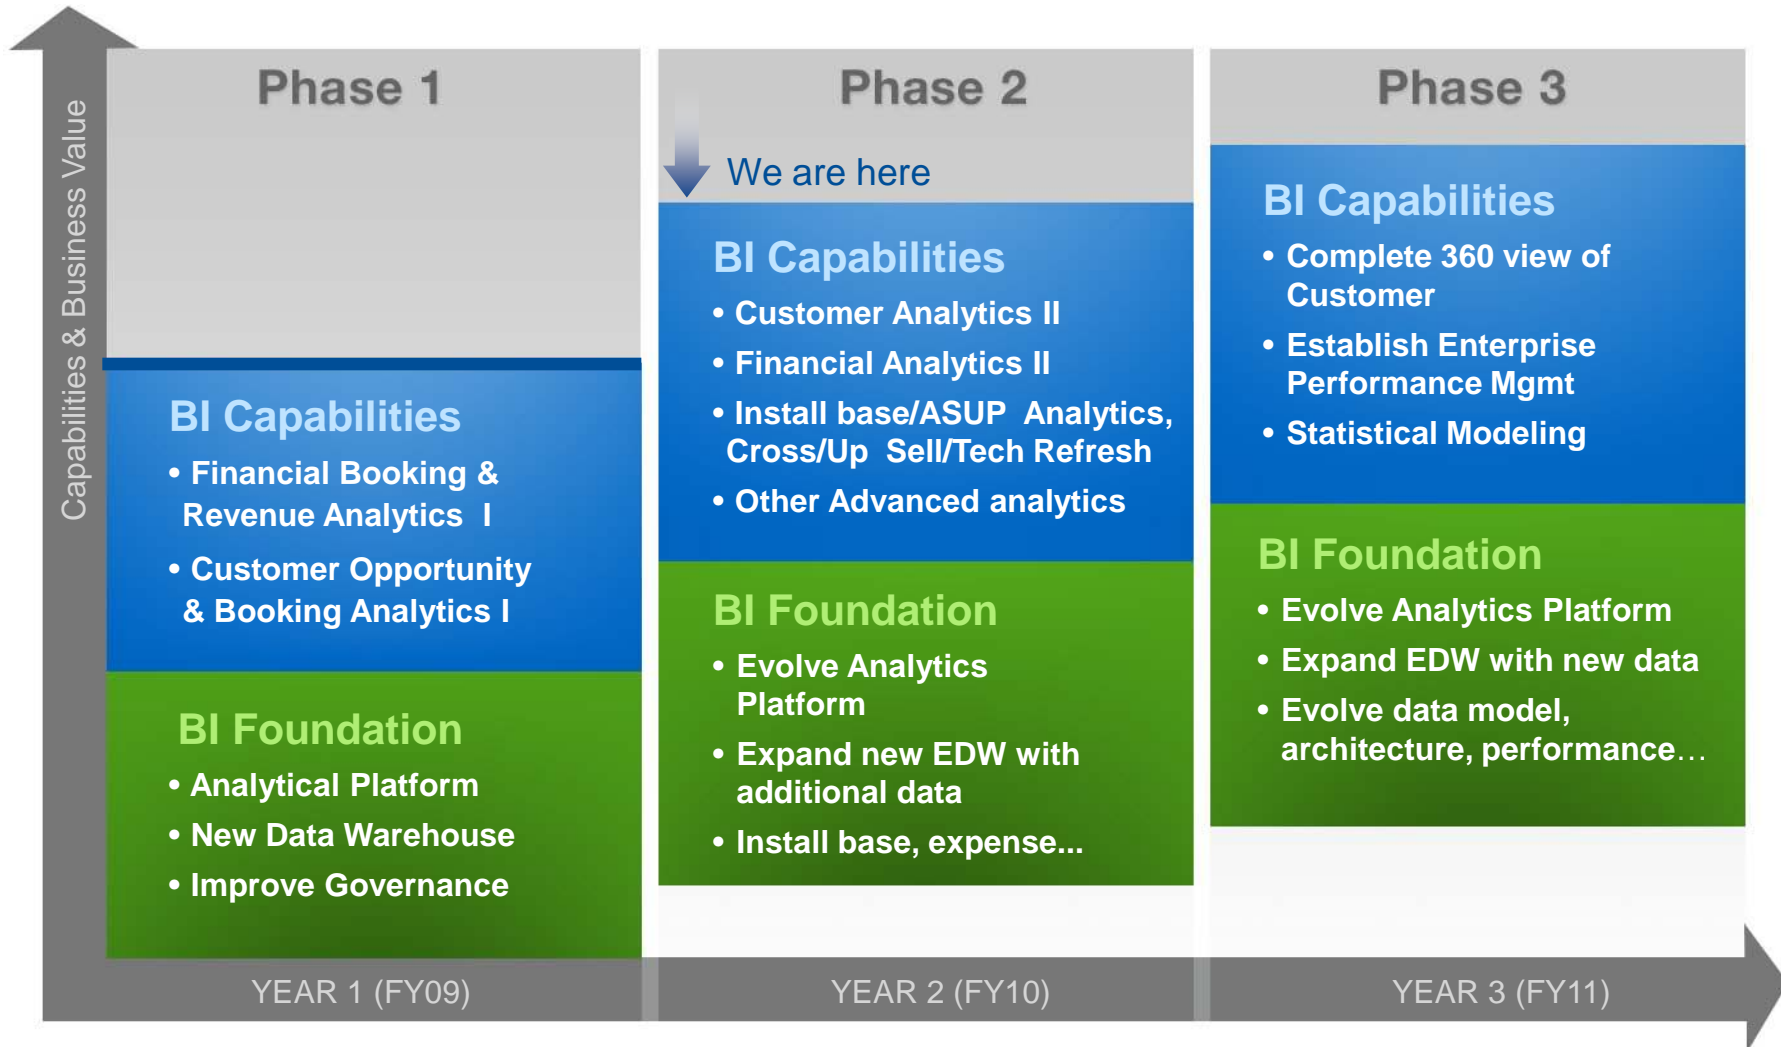 Capabilities & Business Value
Phase 1
BI Capabilities
• Financial Booking &
Revenue Analytics I
• Customer Opportunity
& Booking Analytics I
BI Foundation
• Analytical Platform
• New Data Warehouse
• Improve Governance
YEAR 1 (FY09)
Phase 2
We are here
BI Capabilities
• Customer Analytics II
• Financial Analytics II
• Install base/ASUP Analytics,
Cross/Up Sell/Tech Refresh
• Other Advanced analytics
BI Foundation
• Evolve Analytics
Platform
• Expand new EDW with
additional data
• Install base, expense...
YEAR 2 (FY10)
Phase 3
BI Capabilities
• Complete 360 view of
Customer
• Establish Enterprise
Performance Mgmt
• Statistical Modeling
BI Foundation
• Evolve Analytics Platform
• Expand EDW with new data
• Evolve data model,
architecture, performance…
YEAR 3 (FY11)